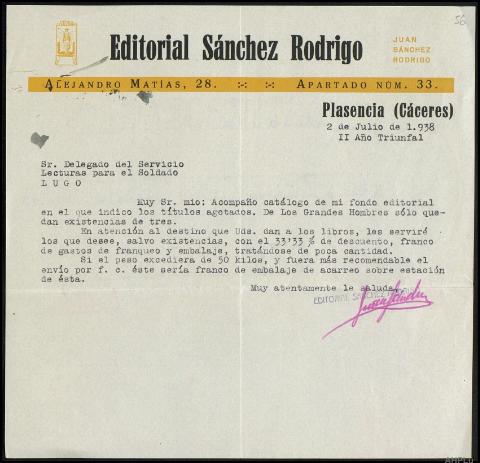 56
Editorial Sánchez Rodrigo
JUAN
SÁNCHEZ
RODRIGO
ALEJANDRO MATÍAS, 28. APARTADO NÚM. 33.
Plasencia (Cáceres)
2 de Julio de 1.938
II Año Triunfal
Sr. Delegado del Servicio
Lecturas para el Soldado
L U G O
Muy Sr. mio: Acompaño catálogo de mi fondo editorial
en el que indico los títulos agotados. De Los Grandes Hombres sólo que-
dan existencias de tres.
En atención al destino que Uds. dan a los libros, les serviré
los que desee, salvo existencias, con el 33'33 % de descuento, franco
de gastos de franqueo y embalaje, tratándose de poca cantidad.
Si el peso excediera de 50 kilos, y fuera más recomendable el
envío por f. c. éste sería franco de embalaje de acarreo sobre estación
de ésta.
Muy atentamente le saluda,
EDITORIAL SANCHEZ RODRIGO
AHPLU